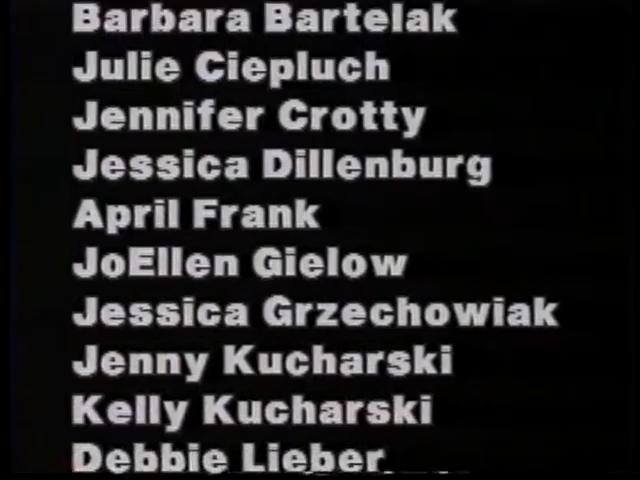 Barbara Bartelak
Julie Ciepluch
Jennifer Crotty
Jessica Dillenburg
April Frank
JoEllen Gielow
Jessica Grzechowiak
Jenny Kucharski
Kelly Kucharski
Debbie Lieber